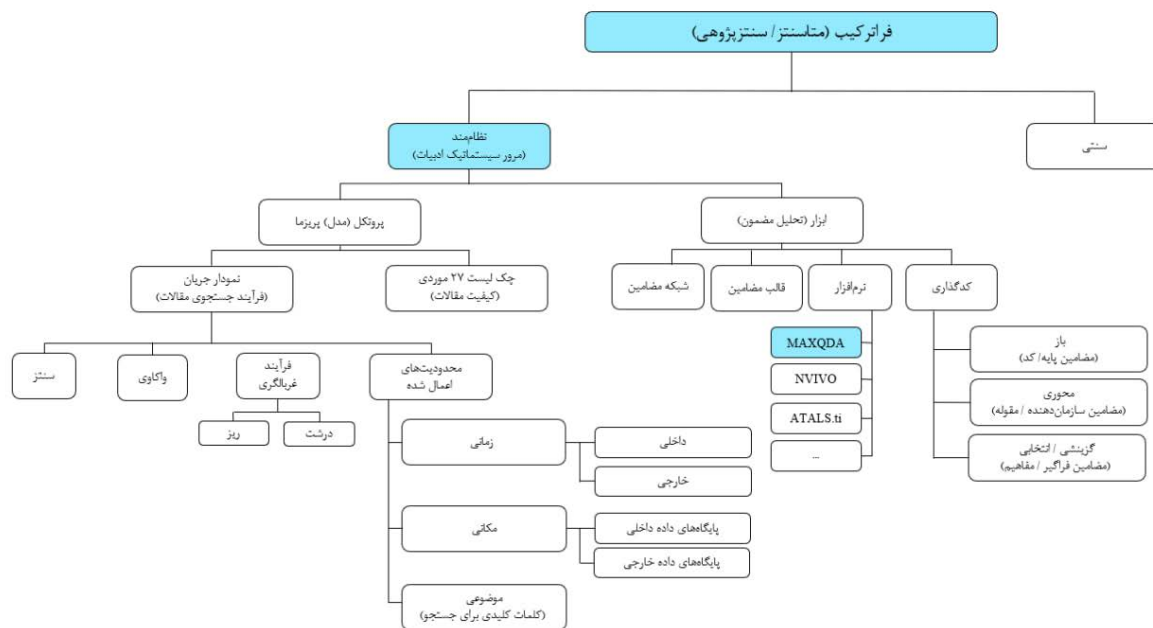 فراترکیب (متاسنتز/ سنتزپژوهی)
سنتی
نظام‌مند
(مرور سیستماتیک ادبیات)
ابزار (تحلیل مضمون)
پروتکل (مدل) پریزما
کدگذاری
نرم‌افزار
قالب مضامین
شبکه مضامین
چک لیست ۲۷ موردی
(کیفیت مقالات)
نمودار جریان
(فرآیند جستجوی مقالات)
باز
(مضامین پایه/ کد)
محوری
(مضامین سازمان‌دهنده / مقوله)
گزینشی / انتخابی
(مضامین فراگیر / مفاهیم)
MAXQDA
NVIVO
ATALS.ti
...
محدودیت‌های
اعمال شده
فرآیند
غربالگری
واکاوی
سنتز
درشت
ریز
زمانی
داخلی
خارجی
مکانی
پایگاه‌های داده داخلی
پایگاه‌های داده خارجی
موضوعی
(کلمات کلیدی برای جستجو)